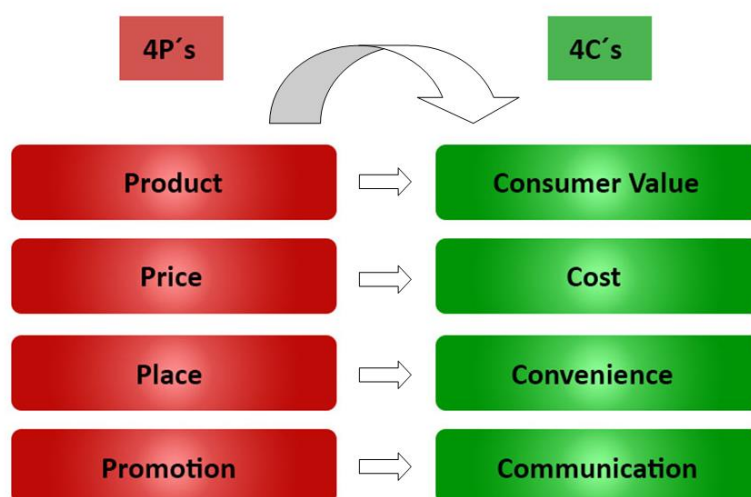 4P´s
4C´s
Product
Consumer Value
Price
Cost
Place
Convenience
Promotion
Communication